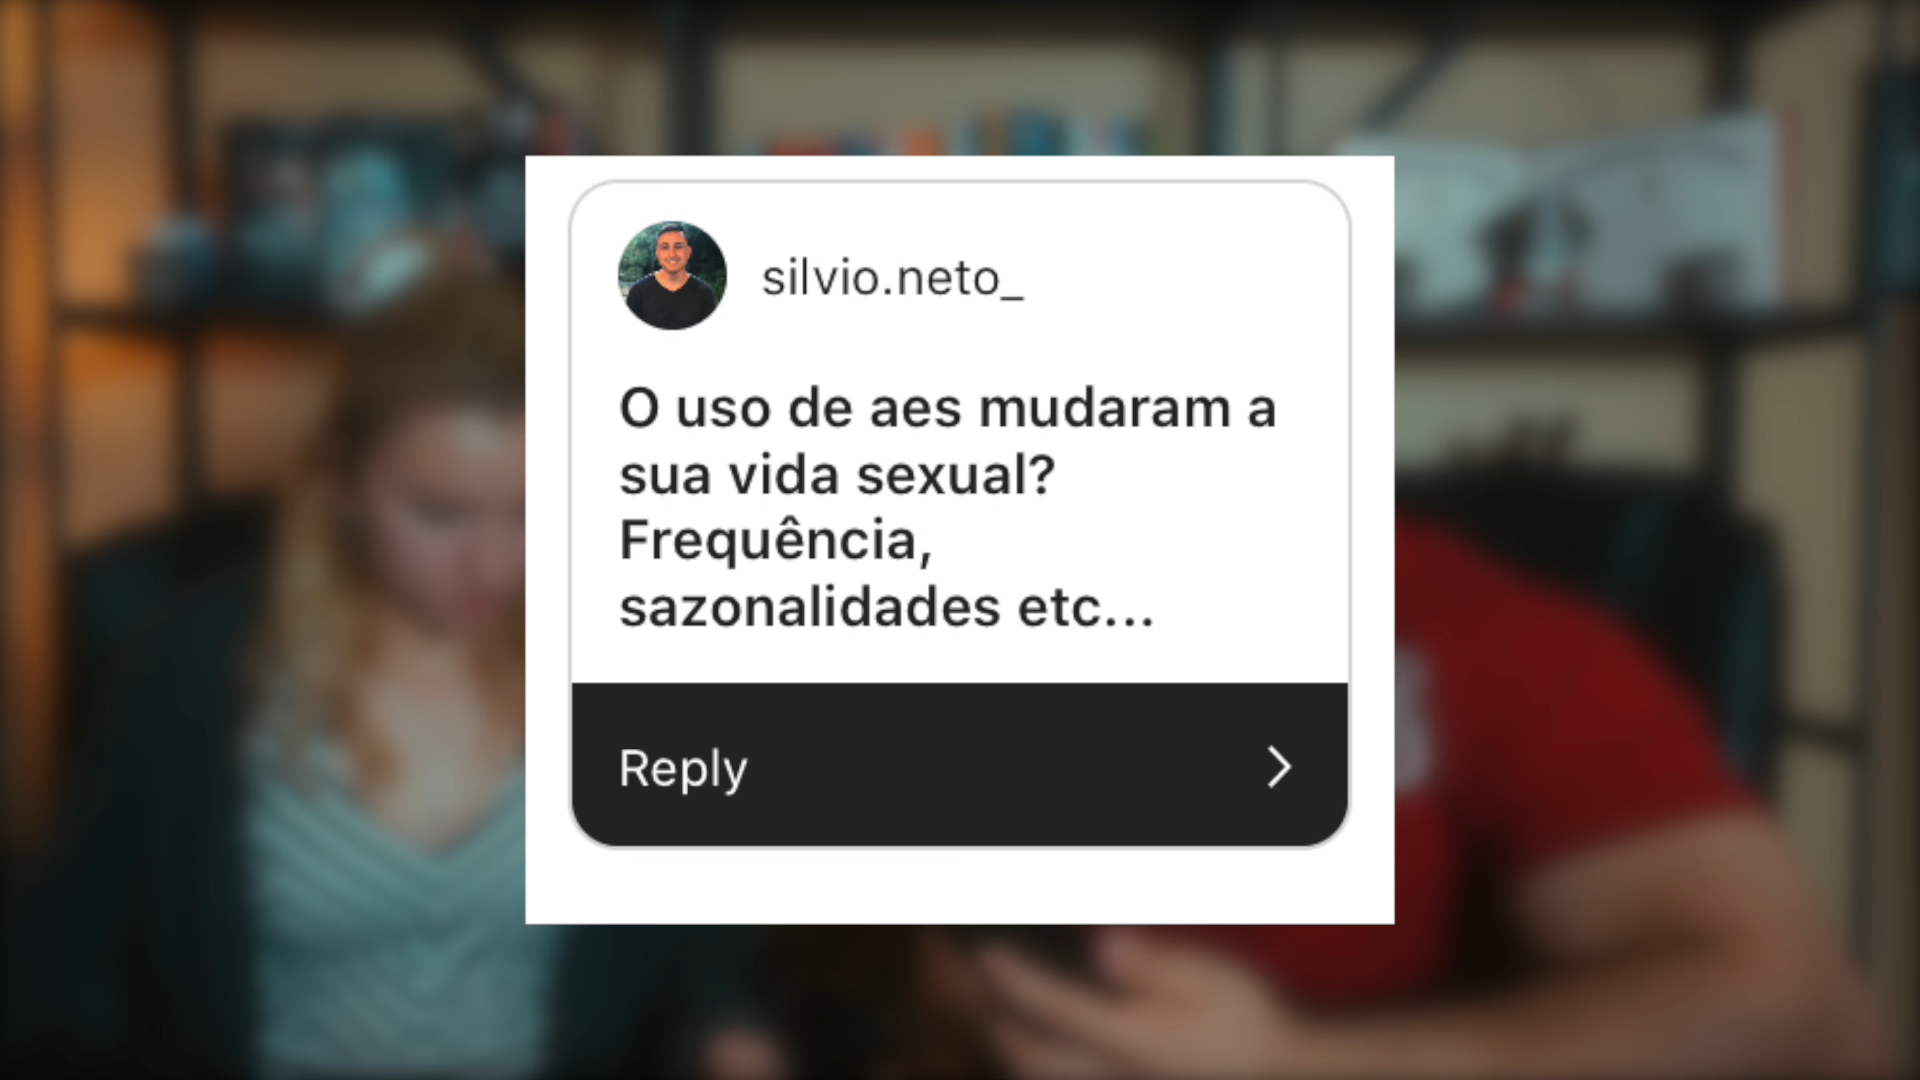 silvio.neto_
O uso de aes mudaram a
sua vida sexual?
Frequência,
sazonalidades etc...
Reply